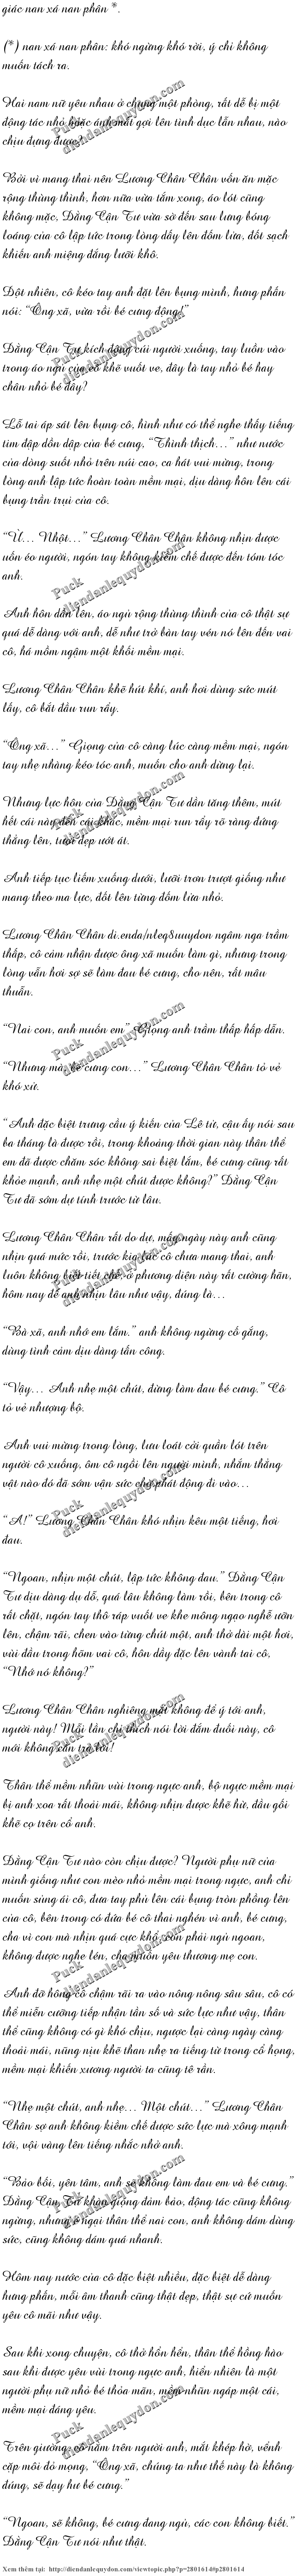 giác nan xá nan phân *.
(*) nan xá nan phân: khó ngừng khó rời, ý chỉ không
muốn tách ra.
Hai nam nữ yêu nhau ở chung một phòng, rất dễ bị một
động tác nhỏ hoặc ánh mắt gợi lên tình dục lẫn nhau, nào
chịu đựng được?
Bởi vì mang thai nên Lương Chân Chân vốn ăn mặc
rộng thùng thình, hơn nữa vừa tắm xong, áo lót cũng
không mặc, Đằng Cận Tư vừa sờ đến sau lưng bóng
loáng của cô lập tức trong lòng dấy lên đốm lửa, đốt sạch
khiến anh miệng đắng lưỡi khô.
Đột nhiên, cô kéo tay anh đặt lên bụng mình, hưng phấn
nói: “Ông xã, vừa rồi bé cưng động!”
Đằng Cận Tư kích động cúi người xuống, tay luồn vào
trong áo ngủ của cô khẽ vuốt ve, đây là tay nhỏ bé hay
chân nhỏ bé đây?
Lỗ tai áp sát lên bụng cô, hình như có thể nghe thấy tiếng
tim đập dồn dập của bé cưng, “Thình thịch...” như nước
của dòng suối nhỏ trên núi cao, ca hát vui mừng, trong
lòng anh lập tức hoàn toàn mềm mại, dịu dàng hôn lên cái
bụng trần trụi của cô.
“Ừ... Nhột...” Lương Chân Chân không nhịn được
uốn éo người, ngón tay không kiềm chế được đến tóm tóc
anh.
Anh hôn dần lên, áo ngủ rộng thùng thình của cô thật sự
quá dễ dàng với anh, dễ như trở bàn tay vén nó lên đến vai
cô, há mồm ngậm một khối mềm mại.
Lương Chân Chân khẽ hút khí, anh hơi dùng sức mút
lấy, cô bắt đầu run rẩy.
“Ông xã...” Giọng của cô càng lúc càng mềm mại, ngón
tay nhẹ nhàng kéo tóc anh, muốn cho anh dừng lại.
Nhưng lực hôn của Đằng Cận Tư dần tăng thêm, mút
hết cái này đến cái khác, mềm mại run rẩy rõ ràng đứng
thẳng lên, tươi đẹp ướt át.
Anh tiếp tục liếm xuống dưới, lưỡi trơn trượt giống như
mang theo ma lực, đốt lên từng đốm lửa nhỏ.
Lương Chân Chân di.enda/nleq8uuydon ngâm nga trầm
thấp, cô cảm nhận được ông xã muốn làm gì, nhưng trong
lòng vẫn hơi sợ sẽ làm đau bé cưng, cho nên, rất mâu
thuẫn.
“Nai con, anh muốn em” Giọng anh trầm thấp hấp dẫn.
“Nhưng mà, bé cưng con...” Lương Chân Chân tỏ vẻ
khó xử.
“Anh đặc biệt trưng cầu ý kiến của Lê tử, cậu ấy nói sau
ba tháng là được rồi, trong khoảng thời gian này thân thể
em đã được chăm sóc không sai biệt lắm, bé cưng cũng rất
khỏe mạnh, anh nhẹ một chút được không?” Đằng Cận
Tư đã sớm dự tính trước từ lâu.
Lương Chân Chân rất do dự, mấy ngày này anh cũng
nhịn quá mức rồi, trước kia lúc cô chưa mang thai, anh
luôn không biết tiết chế, ở phương diện này rất cường hãn,
hôm nay để anh nhịn lâu như vậy, đúng là...
“Bà xã, anh nhớ em lắm.” anh không ngừng cố gắng,
dùng tình cảm dịu dàng tấn công.
“Vậy... Anh nhẹ một chút, đừng làm đau bé cưng.” Cô
tỏ vẻ nhượng bộ.
Anh vui mừng trong lòng, lưu loát cởi quần lót trên
người cô xuống, ôm cô ngồi lên người mình, nhắm thẳng
vật nào đó đã sớm vận sức chờ phát động đi vào...
“A!” Lương Chân Chân khó nhịn kêu một tiếng, hơi
đau.
“Ngoan, nhịn một chút, lập tức không đau.” Đằng Cận
Tư dịu dàng dụ dỗ, quá lâu không làm rồi, bên trong cô
rất chặt, ngón tay thô ráp vuốt ve khe mông ngạo nghễ ưỡn
lên, chậm rãi, chen vào từng chút một, anh thở dài một hơi,
vùi đầu trong hõm vai cô, hôn dầy đặc lên vành tai cô,
“Nhớ nó không?”
Lương Chân Chân nghiêng mặt không để ý tới anh,
người này! Mỗi lần chỉ thích nói lời đắm đuối này, cô
mới không cần trả lời!
Thân thể mềm nhũn vùi trong ngực anh, bộ ngực mềm mại
bị anh xoa rất thoải mái, không nhịn được khẽ hừ, đầu gối
khẽ cọ trên cổ anh.
Đằng Cận Tư nào còn chịu được? Người phụ nữ của
mình giống như con mèo nhỏ mềm mại trong ngực, anh chỉ
muốn sủng ái cô, đưa tay phủ lên cái bụng tròn phồng lên
của cô, bên trong có đứa bé cô thai nghén vì anh, bé cưng,
cha vì con mà nhịn quá cực khổ, con phải ngủ ngoan,
không được nghe lén, cha muốn yêu thương mẹ con.
Anh đỡ hông cô chậm rãi ra vào nông nông sâu sâu, cô có
thể miễn cưỡng tiếp nhận tần số và sức lực như vậy, thân
thể cũng không có gì khó chịu, ngược lại càng ngày càng
thoải mái, nũng nịu khẽ than nhẹ ra tiếng từ trong cổ họng,
mềm mại khiến xương người ta cũng tê rần.
“Nhẹ một chút, anh nhẹ... Một chút...” Lương Chân
Chân sợ anh không kiềm chế được sức lực mà xông mạnh
tới, vội vàng lên tiếng nhắc nhở anh.
“Bảo bối, yên tâm, anh sẽ không làm đau em và bé cưng.”
Đằng Cận Tư khàn giọng đảm bảo, động tác cũng không
ngừng, nhưng e ngại thân thể nai con, anh không dám dùng
sức, cũng không dám quá nhanh.
Hôm nay nước của cô đặc biệt nhiều, đặc biệt dễ dàng
hưng phấn, mỗi âm thanh cũng thật đẹp, thật sự cứ muốn
yêu cô mãi như vậy.
Sau khi xong chuyện, cô thở hổn hển, thân thể hồng hào
sau khi được yêu vùi trong ngực anh, hiển nhiên là một
người phụ nữ nhỏ bé thỏa mãn, mềm nhũn ngáp một cái,
mềm mại đáng yêu.
Trên giường, cô nằm trên người anh, mắt khép hờ, vểnh
cặp môi đỏ mọng, “Ông xã, chúng ta như thế này là không
đúng, sẽ dạy hư bé cưng.”
“Ngoan, sẽ không, bé cưng đang ngủ, các con không biết.”
Đằng Cận Tư nói như thật.
Xem thêm tại: http://diendanlequydon.com/viewtopic.php?p=2801614#p2801614